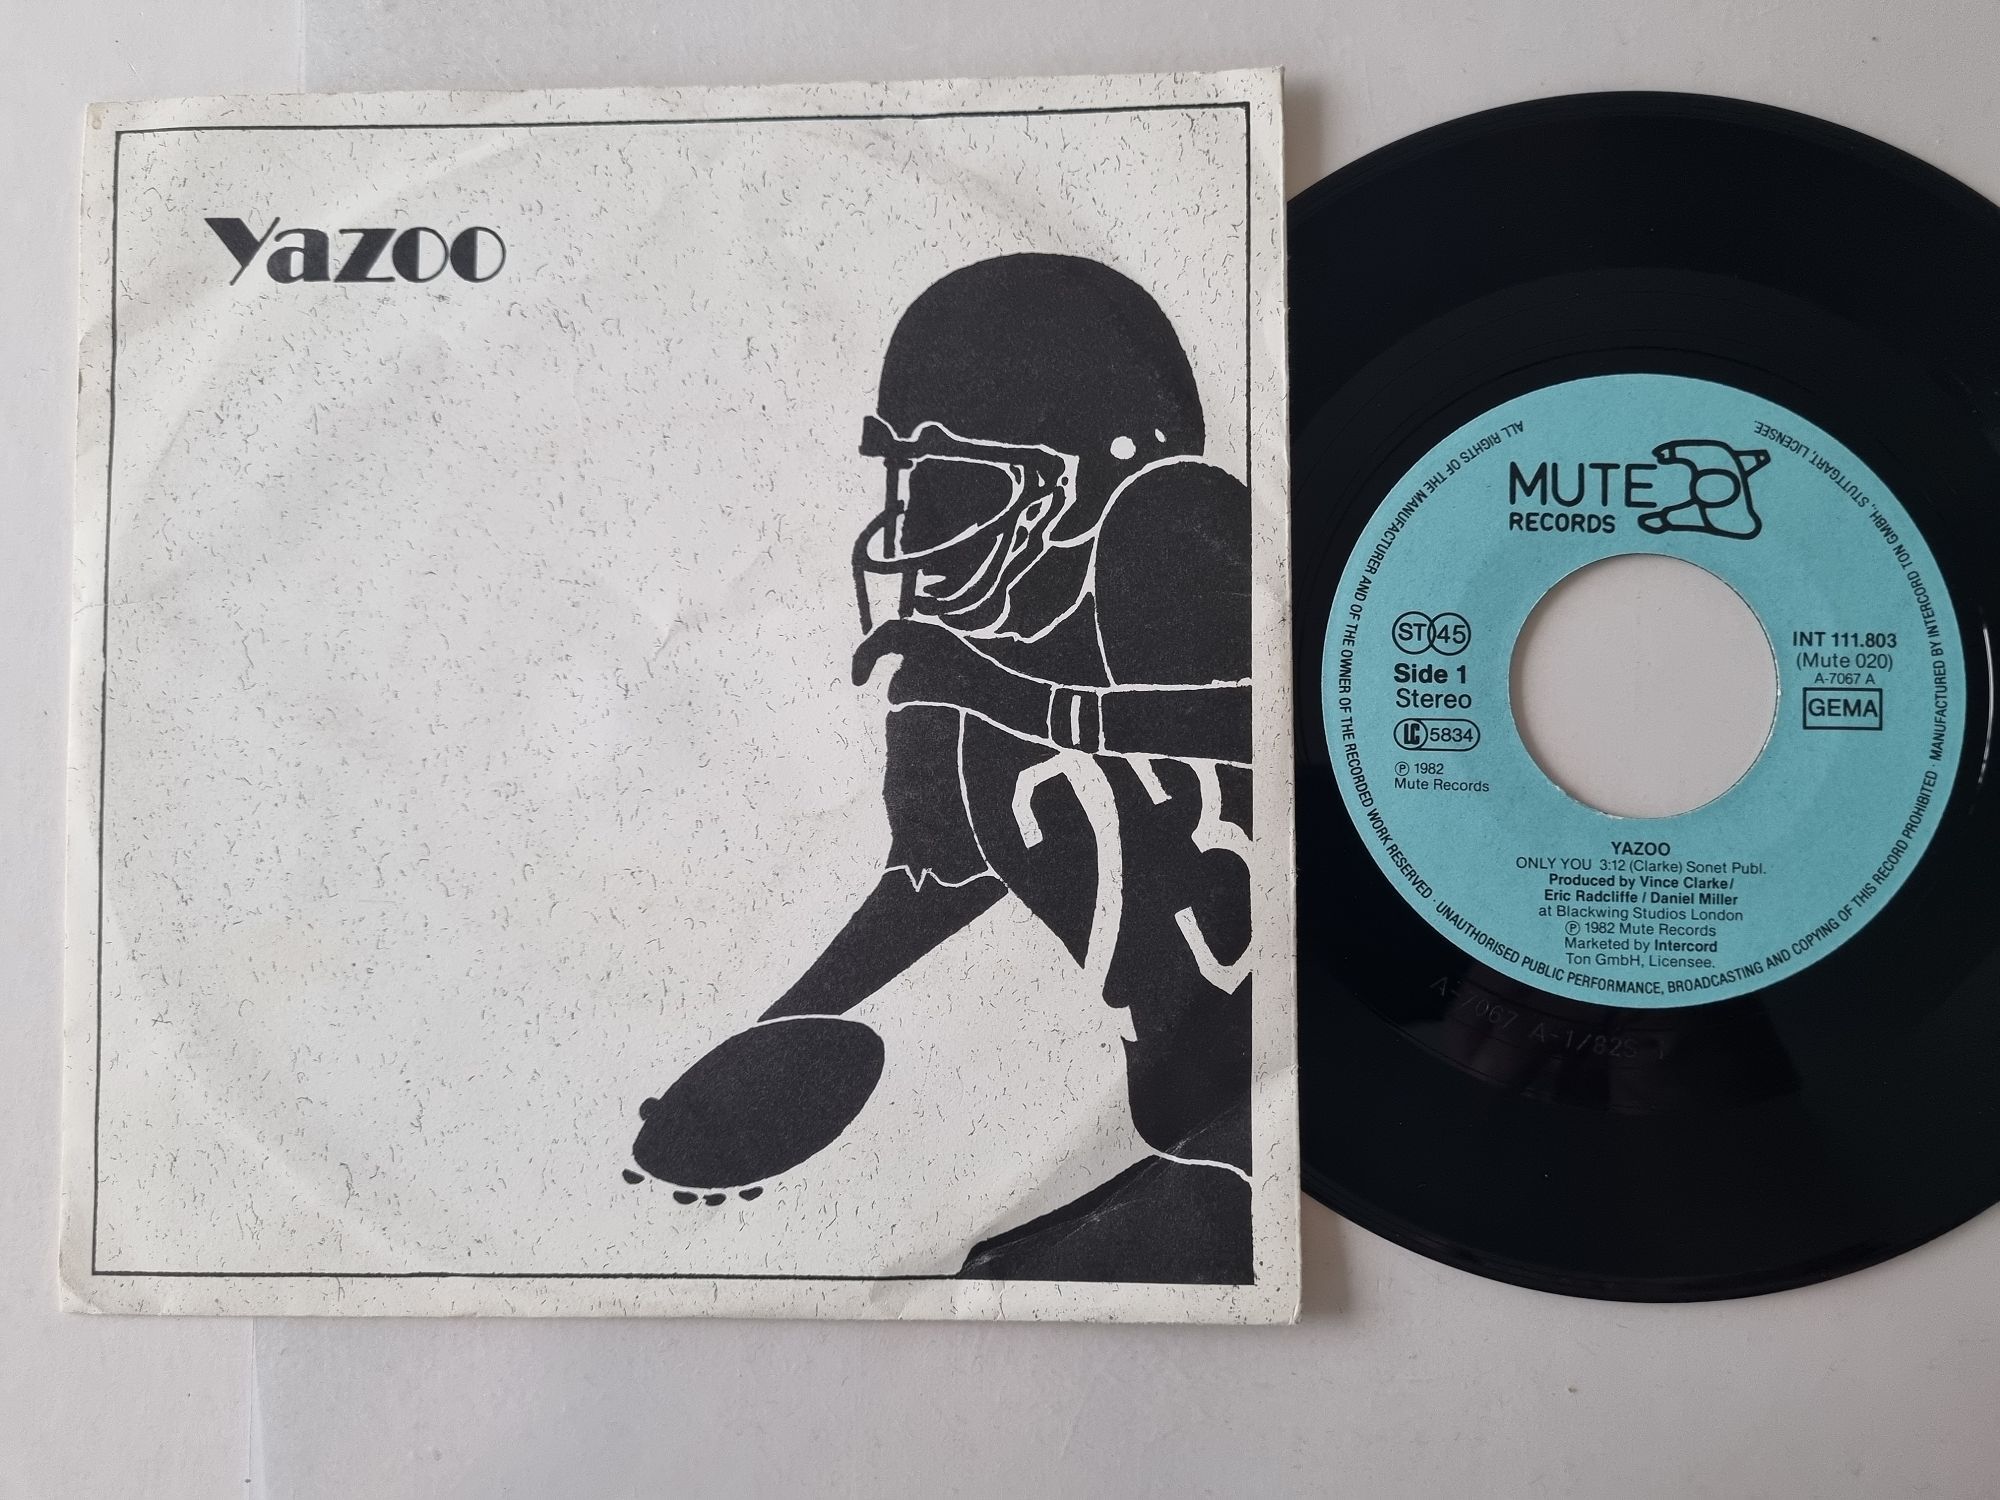 Yazoo
75
MUTE
RECORDS
ST 45
Side 1
Stereo
LC 5834
℗ 1982
Mute Records
INT 111.803
(Mute 020)
A-7067 A
GEMA
YAZOO
ONLY YOU 3:12 (Clarke) Sonet Publ.
Produced by Vince Clarke/
Eric Radcliffe / Daniel Miller
at Blackwing Studios London
℗ 1982 Mute Records
Marketed by Intercord
Ton GmbH, Licensee.
ALL RIGHTS OF THE MANUFACTURER AND OF THE OWNER OF THE RECORDED WORK RESERVED · UNAUTHORISED PUBLIC PERFORMANCE, BROADCASTING AND COPYING OF THIS RECORD PROHIBITED · MANUFACTURED BY INTERCORD TON GMBH, STUTTGART, LICENSEE.
A-7067 A-1/82S